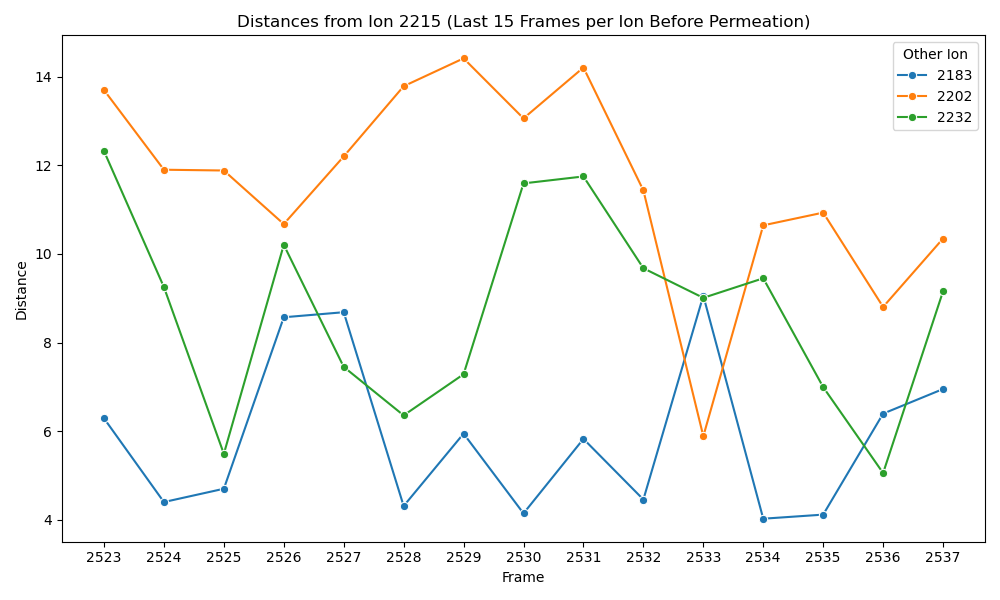 Distances from Ion 2215 (Last 15 Frames per Ion Before Permeation)
Other Ion
2183
2202
2232
Distance
14
12
10
8
6
4
2523 2524 2525 2526 2527 2528 2529 2530 2531 2532 2533 2534 2535 2536 2537
Frame